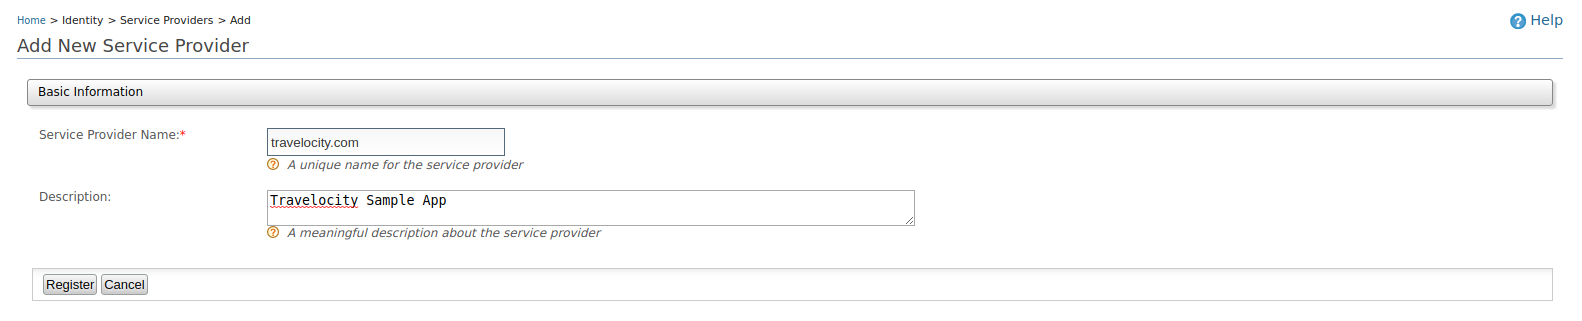 Home > Identity > Service Providers > Add
Help
Add New Service Provider
Basic Information
Service Provider Name:*
travelocity.com
? A unique name for the service provider
Description:
Travelocity Sample App
? A meaningful description about the service provider
Register Cancel